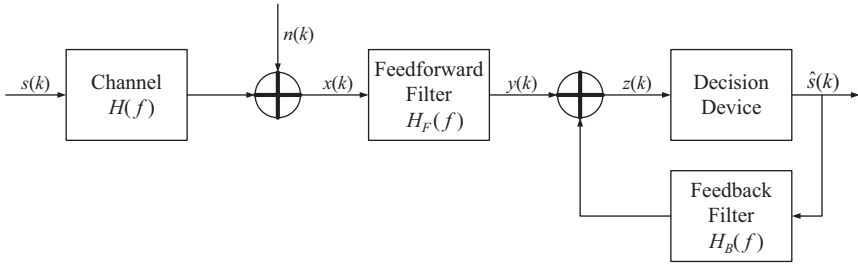 s(k)
Channel
H(f)
n(k)
x(k)
Feedforward
Filter
H_F(f)
y(k)
z(k)
Decision
Device
ŝ(k)
Feedback
Filter
H_B(f)